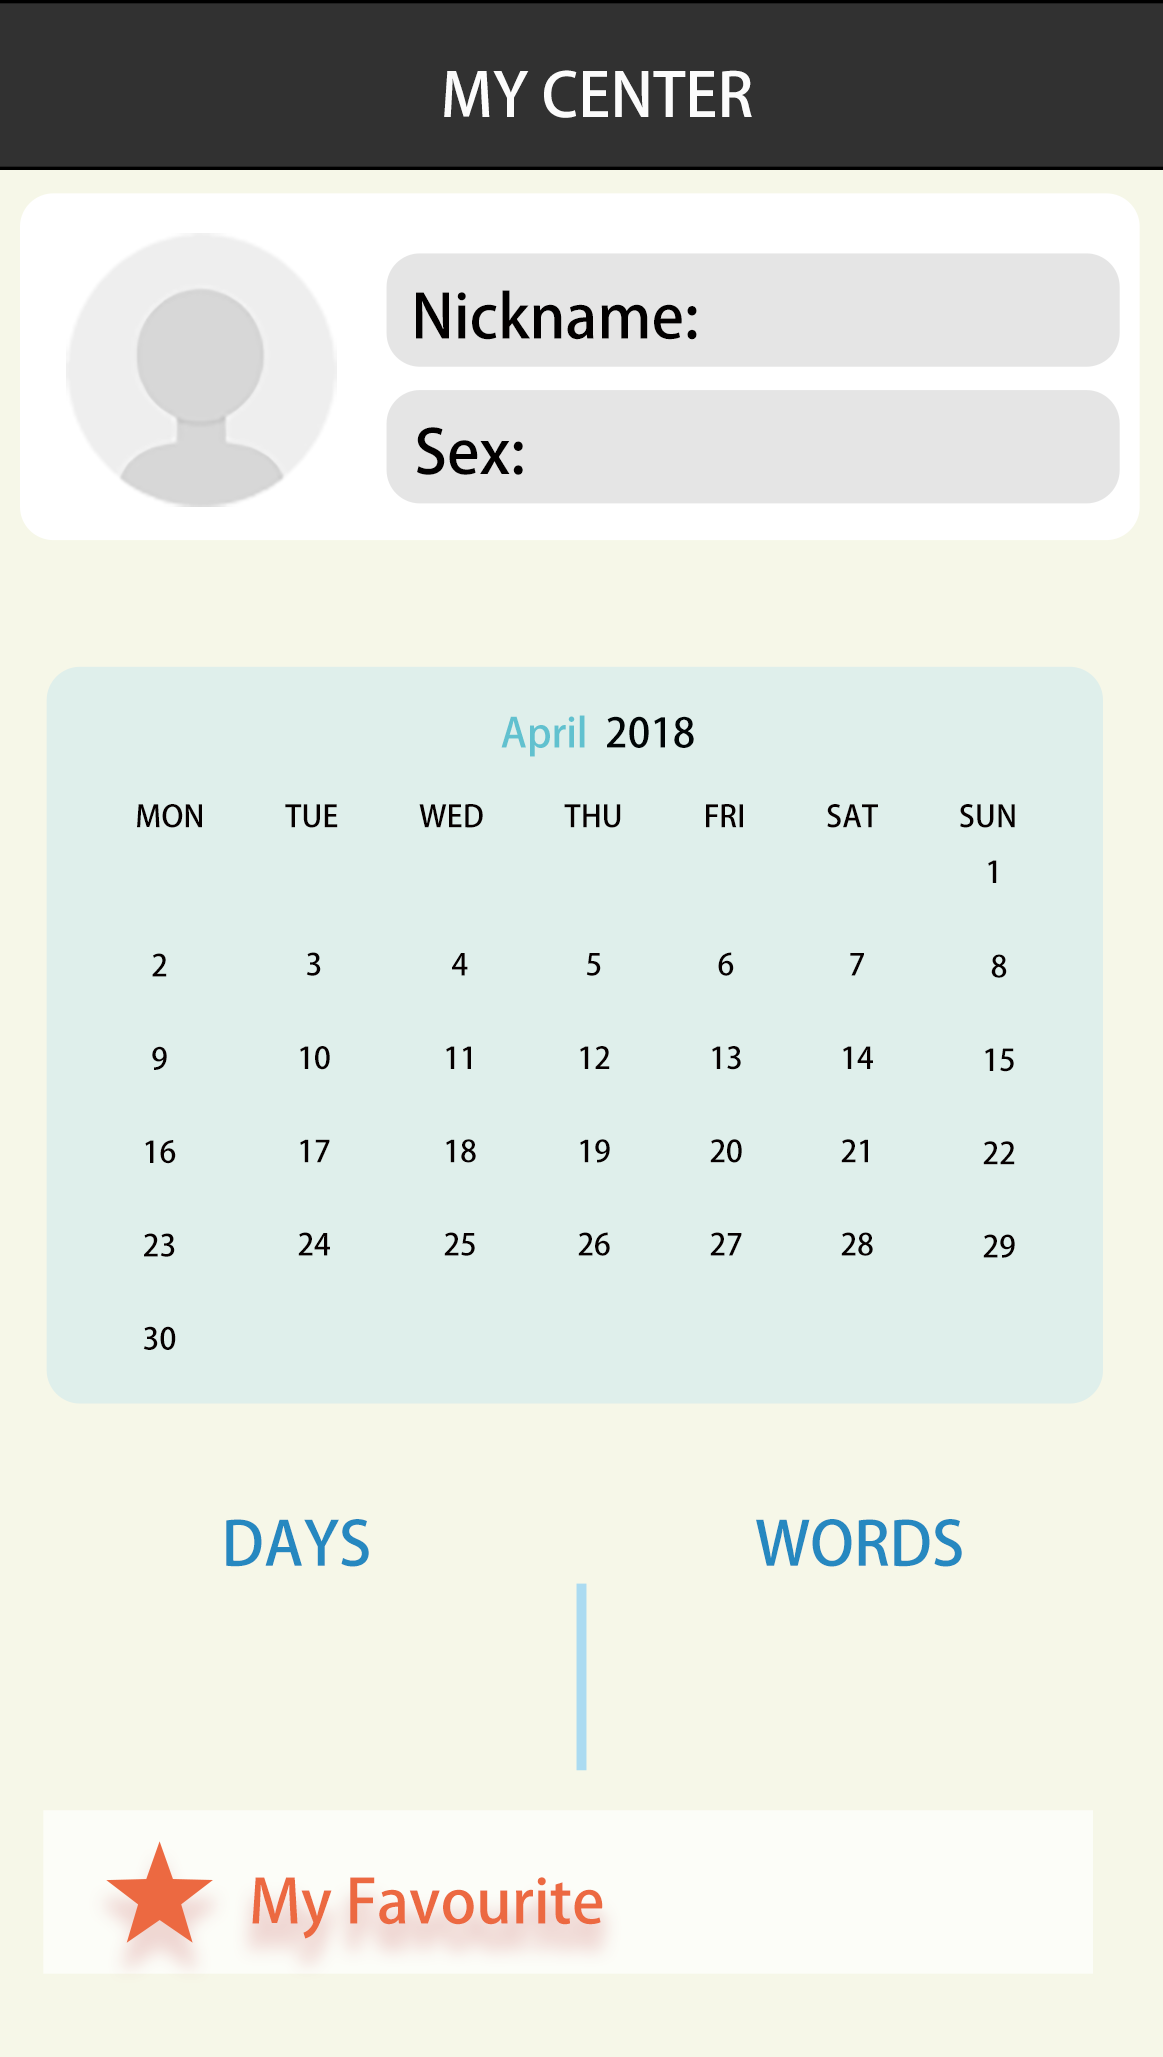 MY CENTER
Nickname:
Sex:
April 2018
MON TUE WED THU FRI SAT SUN
1
2 3 4 5 6 7 8
9 10 11 12 13 14 15
16 17 18 19 20 21 22
23 24 25 26 27 28 29
30
DAYS WORDS
My Favourite